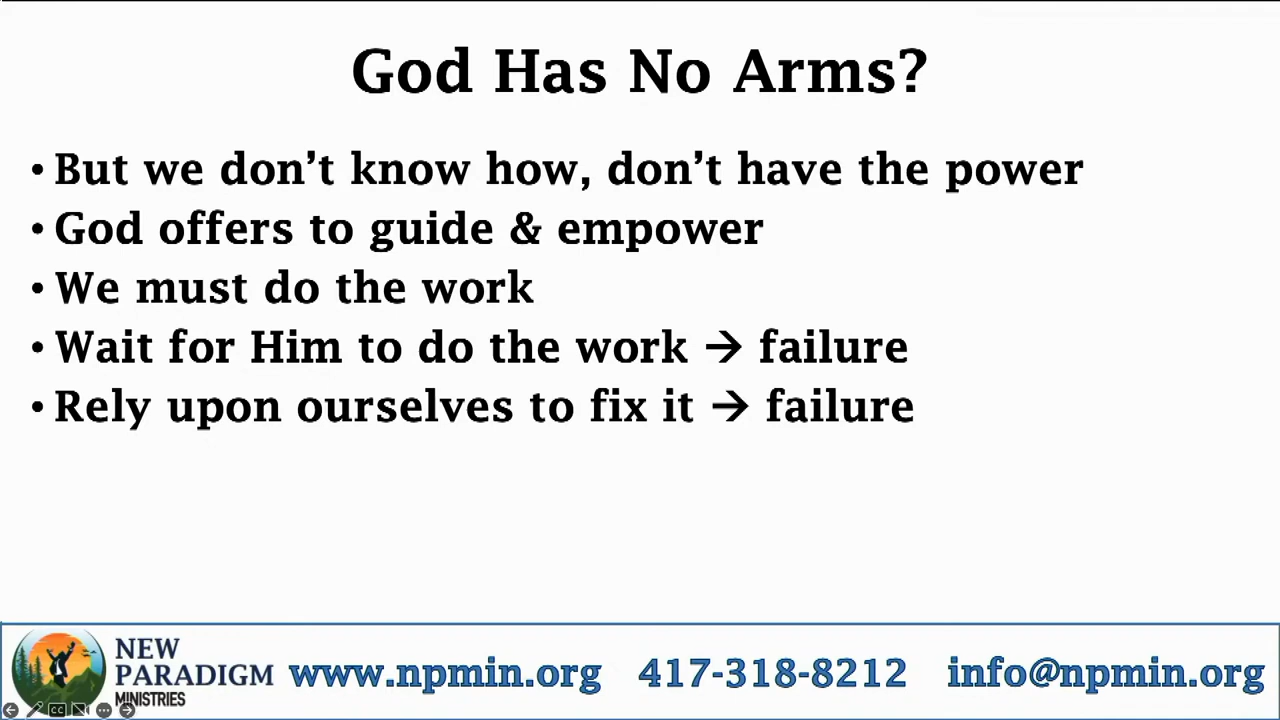 God Has No Arms?
• But we don’t know how, don’t have the power
• God offers to guide & empower
• We must do the work
• Wait for Him to do the work → failure
• Rely upon ourselves to fix it → failure
NEW
PARADIGM
MINISTRIES
www.npmin.org 417-318-8212 info@npmin.org
CC